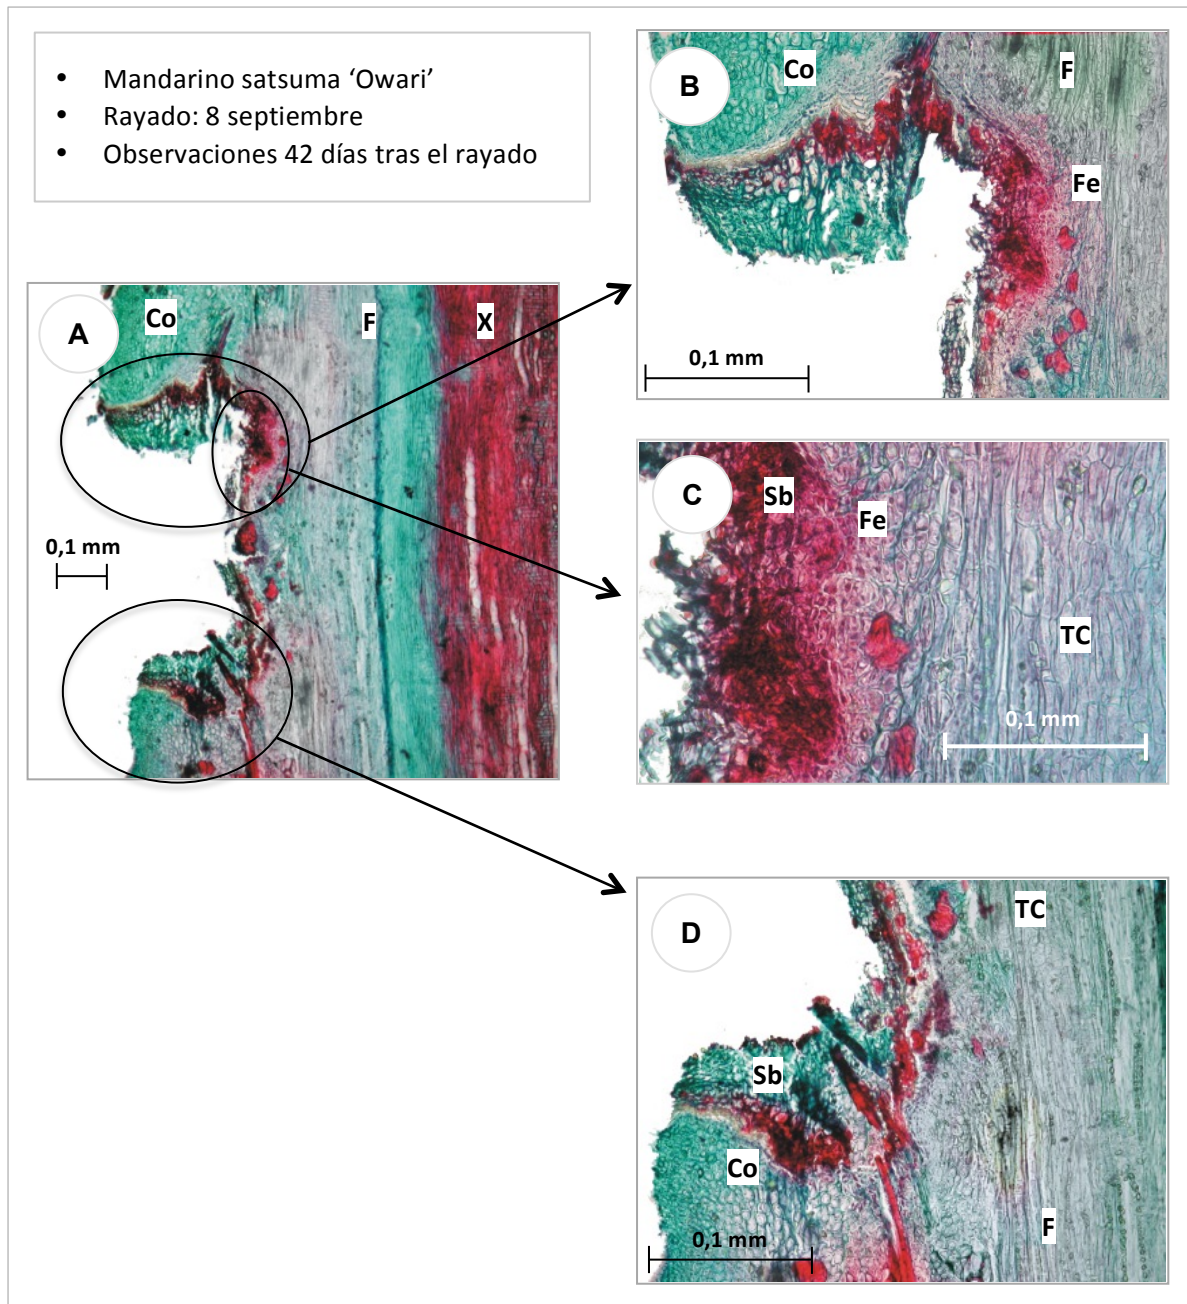 • Mandarino satsuma ‘Owari’
• Rayado: 8 septiembre
• Observaciones 42 días tras el rayado
A
Co
F
X
0,1 mm
B
Co
F
Fe
0,1 mm
C
Sb
Fe
TC
0,1 mm
D
TC
Sb
Co
F
0,1 mm